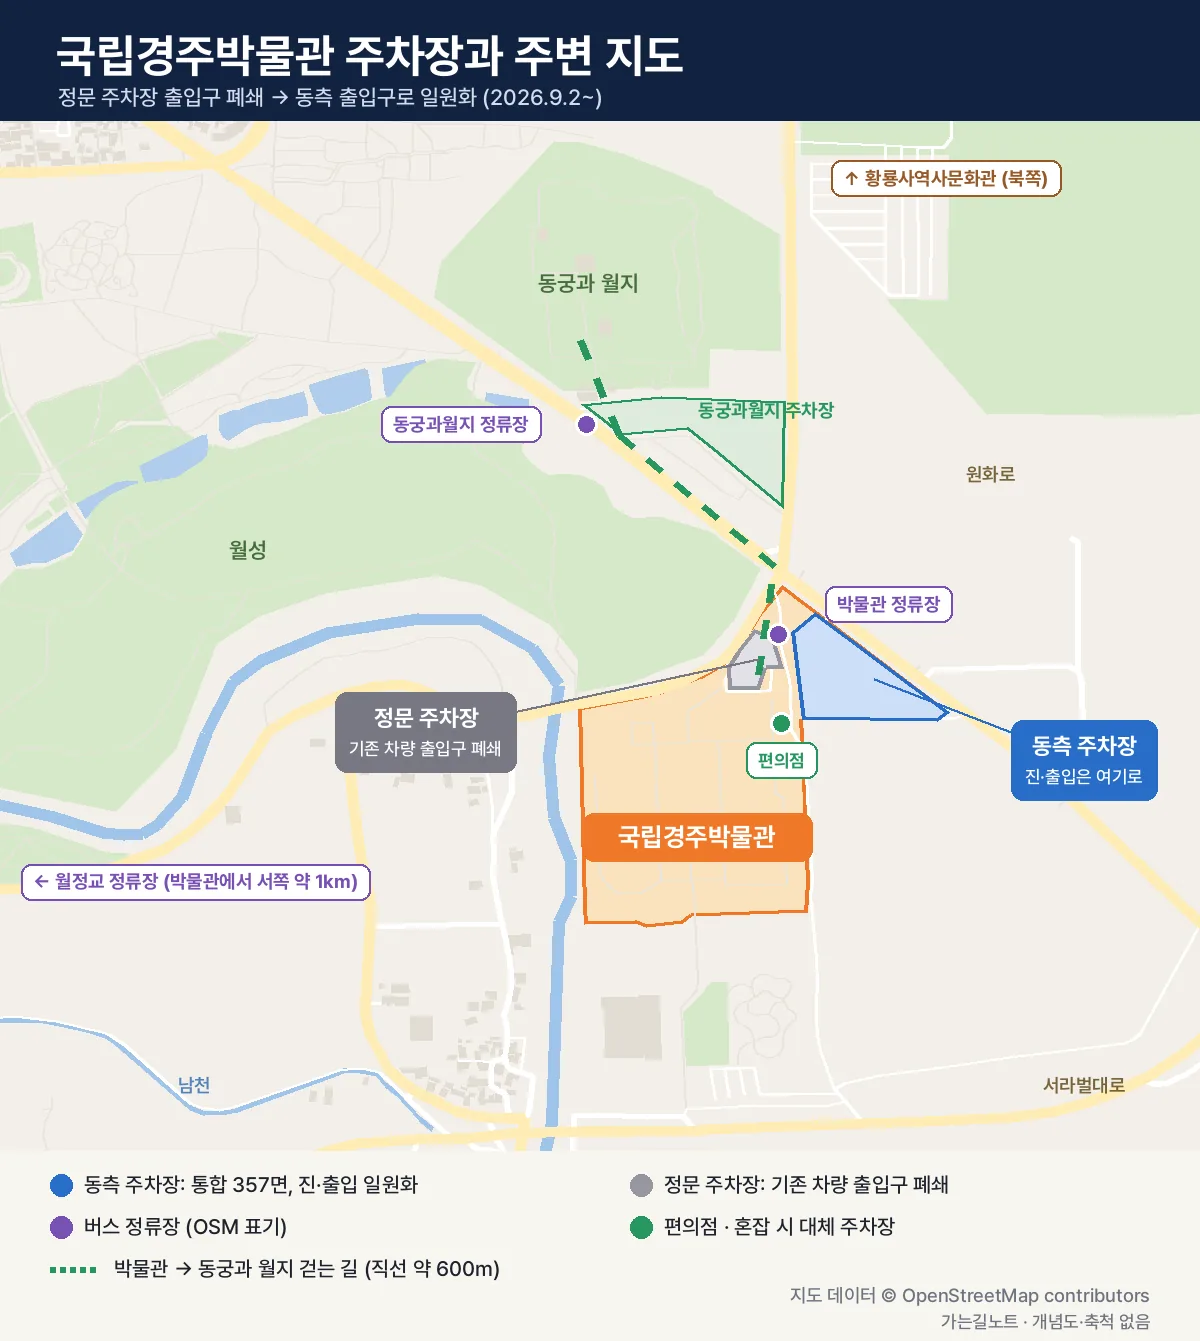 국립경주박물관 주차장과 주변 지도
정문 주차장 출입구 폐쇄 → 동측 출입구로 일원화 (2026.9.2~)
↑ 황룡사역사문화관 (북쪽)
동궁과 월지
동궁과월지 주차장
동궁과월지 정류장
원화로
월성
박물관 정류장
정문 주차장
기존 차량 출입구 폐쇄
동측 주차장
진·출입은 여기로
편의점
국립경주박물관
← 월정교 정류장 (박물관에서 서쪽 약 1km)
남천
서라벌대로
동측 주차장: 통합 357면, 진·출입 일원화
정문 주차장: 기존 차량 출입구 폐쇄
버스 정류장 (OSM 표기)
편의점 · 혼잡 시 대체 주차장
박물관 → 동궁과 월지 걷는 길 (직선 약 600m)
지도 데이터 © OpenStreetMap contributors
가는길노트 · 개념도·축척 없음